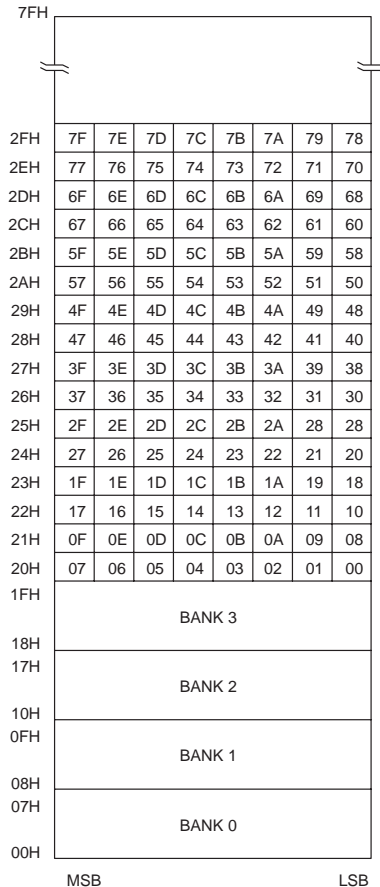 7FH
2FH 7F 7E 7D 7C 7B 7A 79 78
2EH 77 76 75 74 73 72 71 70
2DH 6F 6E 6D 6C 6B 6A 69 68
2CH 67 66 65 64 63 62 61 60
2BH 5F 5E 5D 5C 5B 5A 59 58
2AH 57 56 55 54 53 52 51 50
29H 4F 4E 4D 4C 4B 4A 49 48
28H 47 46 45 44 43 42 41 40
27H 3F 3E 3D 3C 3B 3A 39 38
26H 37 36 35 34 33 32 31 30
25H 2F 2E 2D 2C 2B 2A 28 28
24H 27 26 25 24 23 22 21 20
23H 1F 1E 1D 1C 1B 1A 19 18
22H 17 16 15 14 13 12 11 10
21H 0F 0E 0D 0C 0B 0A 09 08
20H 07 06 05 04 03 02 01 00
1FH
BANK 3
18H
17H
BANK 2
10H
0FH
BANK 1
08H
07H
BANK 0
00H
MSB LSB